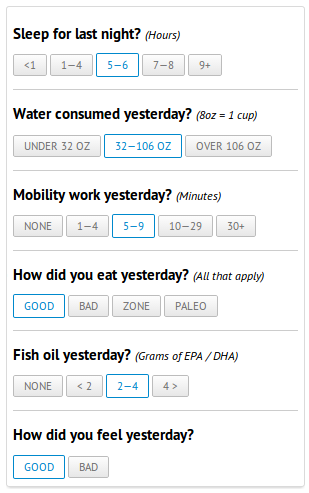 Sleep for last night? (Hours)
<1 1–4 5–6 7–8 9+
Water consumed yesterday? (8oz = 1 cup)
UNDER 32 OZ 32–106 OZ OVER 106 OZ
Mobility work yesterday? (Minutes)
NONE 1–4 5–9 10–29 30+
How did you eat yesterday? (All that apply)
GOOD BAD ZONE PALEO
Fish oil yesterday? (Grams of EPA / DHA)
NONE < 2 2–4 4 >
How did you feel yesterday?
GOOD BAD